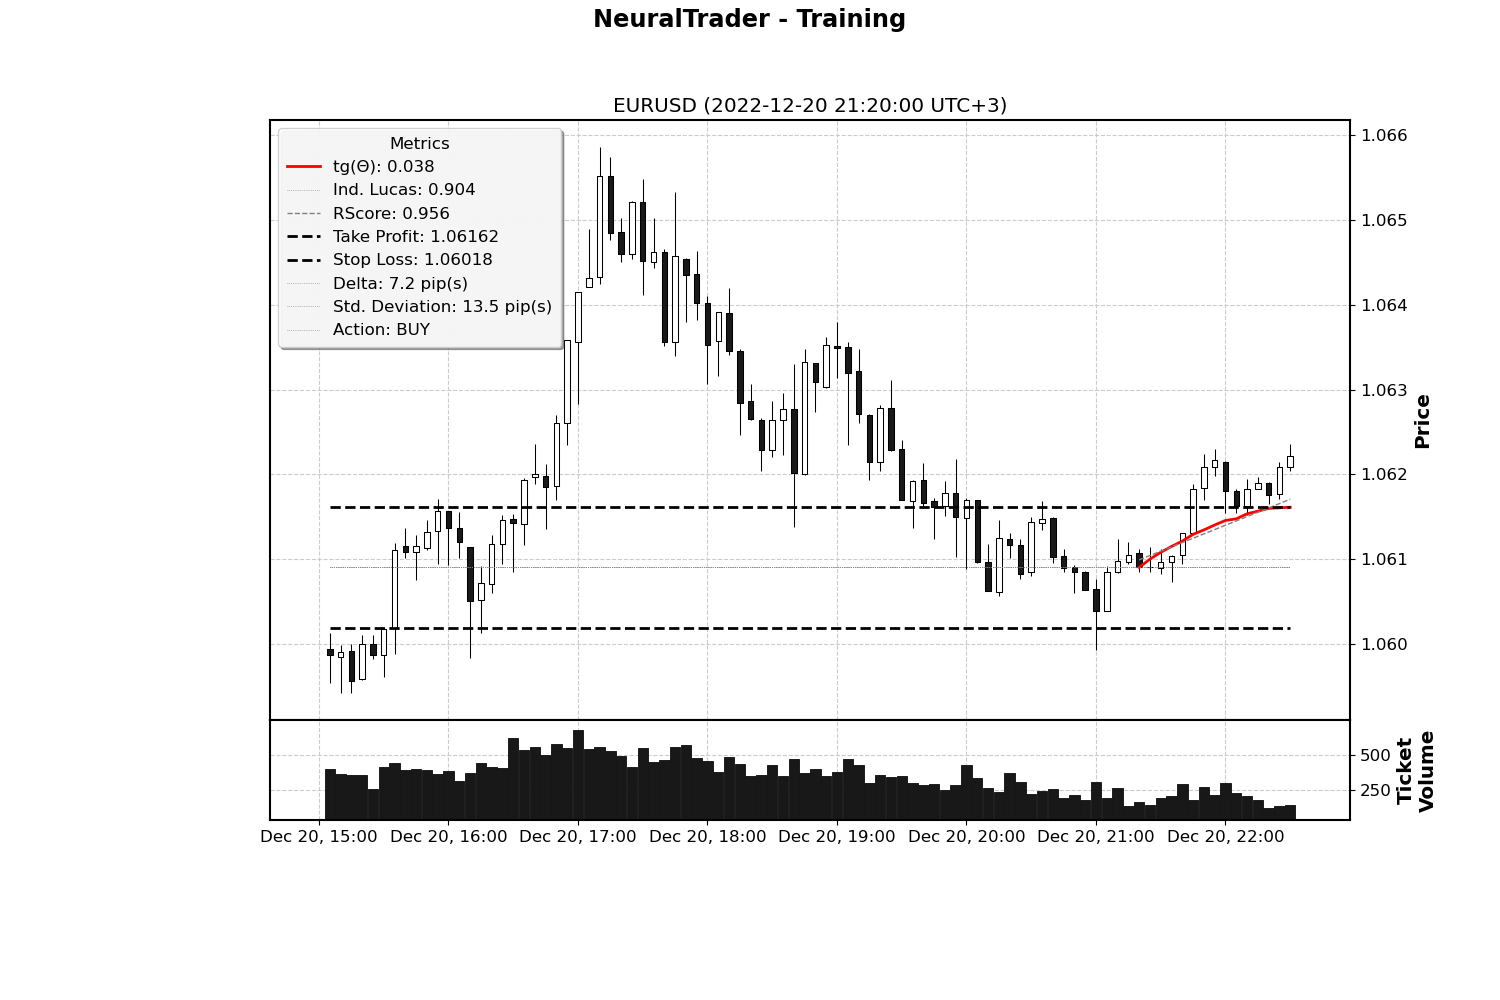 NeuralTrader - Training
EURUSD (2022-12-20 21:20:00 UTC+3)
Metrics
tg(Θ): 0.038
Ind. Lucas: 0.904
RScore: 0.956
Take Profit: 1.06162
Stop Loss: 1.06018
Delta: 7.2 pip(s)
Std. Deviation: 13.5 pip(s)
Action: BUY
1.066
1.065
1.064
1.063
1.062
1.061
1.060
Price
500
250
Ticket
Volume
Dec 20, 15:00 Dec 20, 16:00 Dec 20, 17:00 Dec 20, 18:00 Dec 20, 19:00 Dec 20, 20:00 Dec 20, 21:00 Dec 20, 22:00